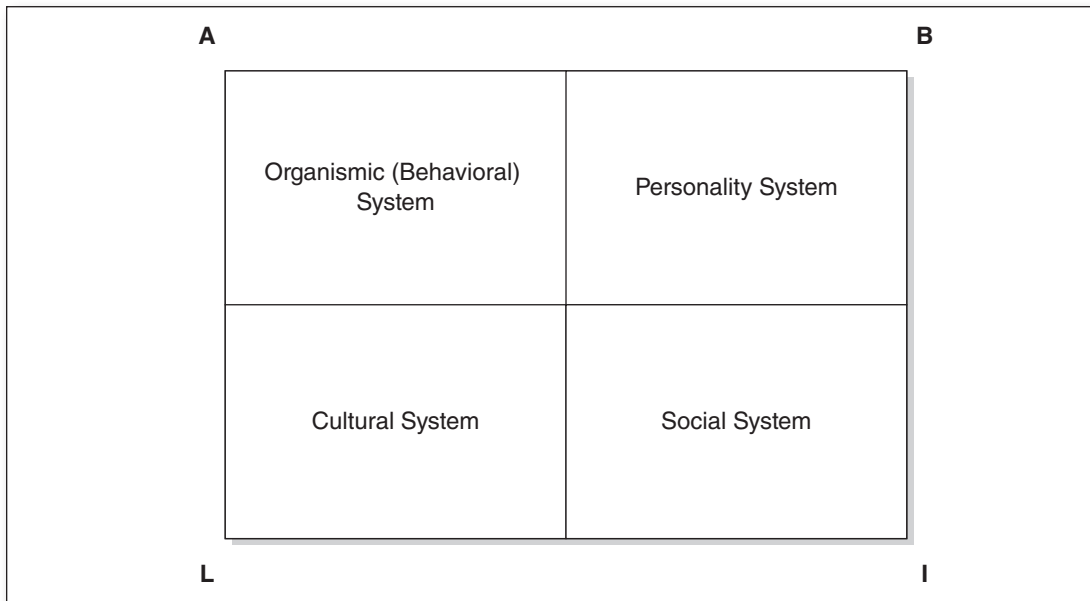 A
B
Organismic (Behavioral)
System
Personality System
Cultural System
Social System
L
I